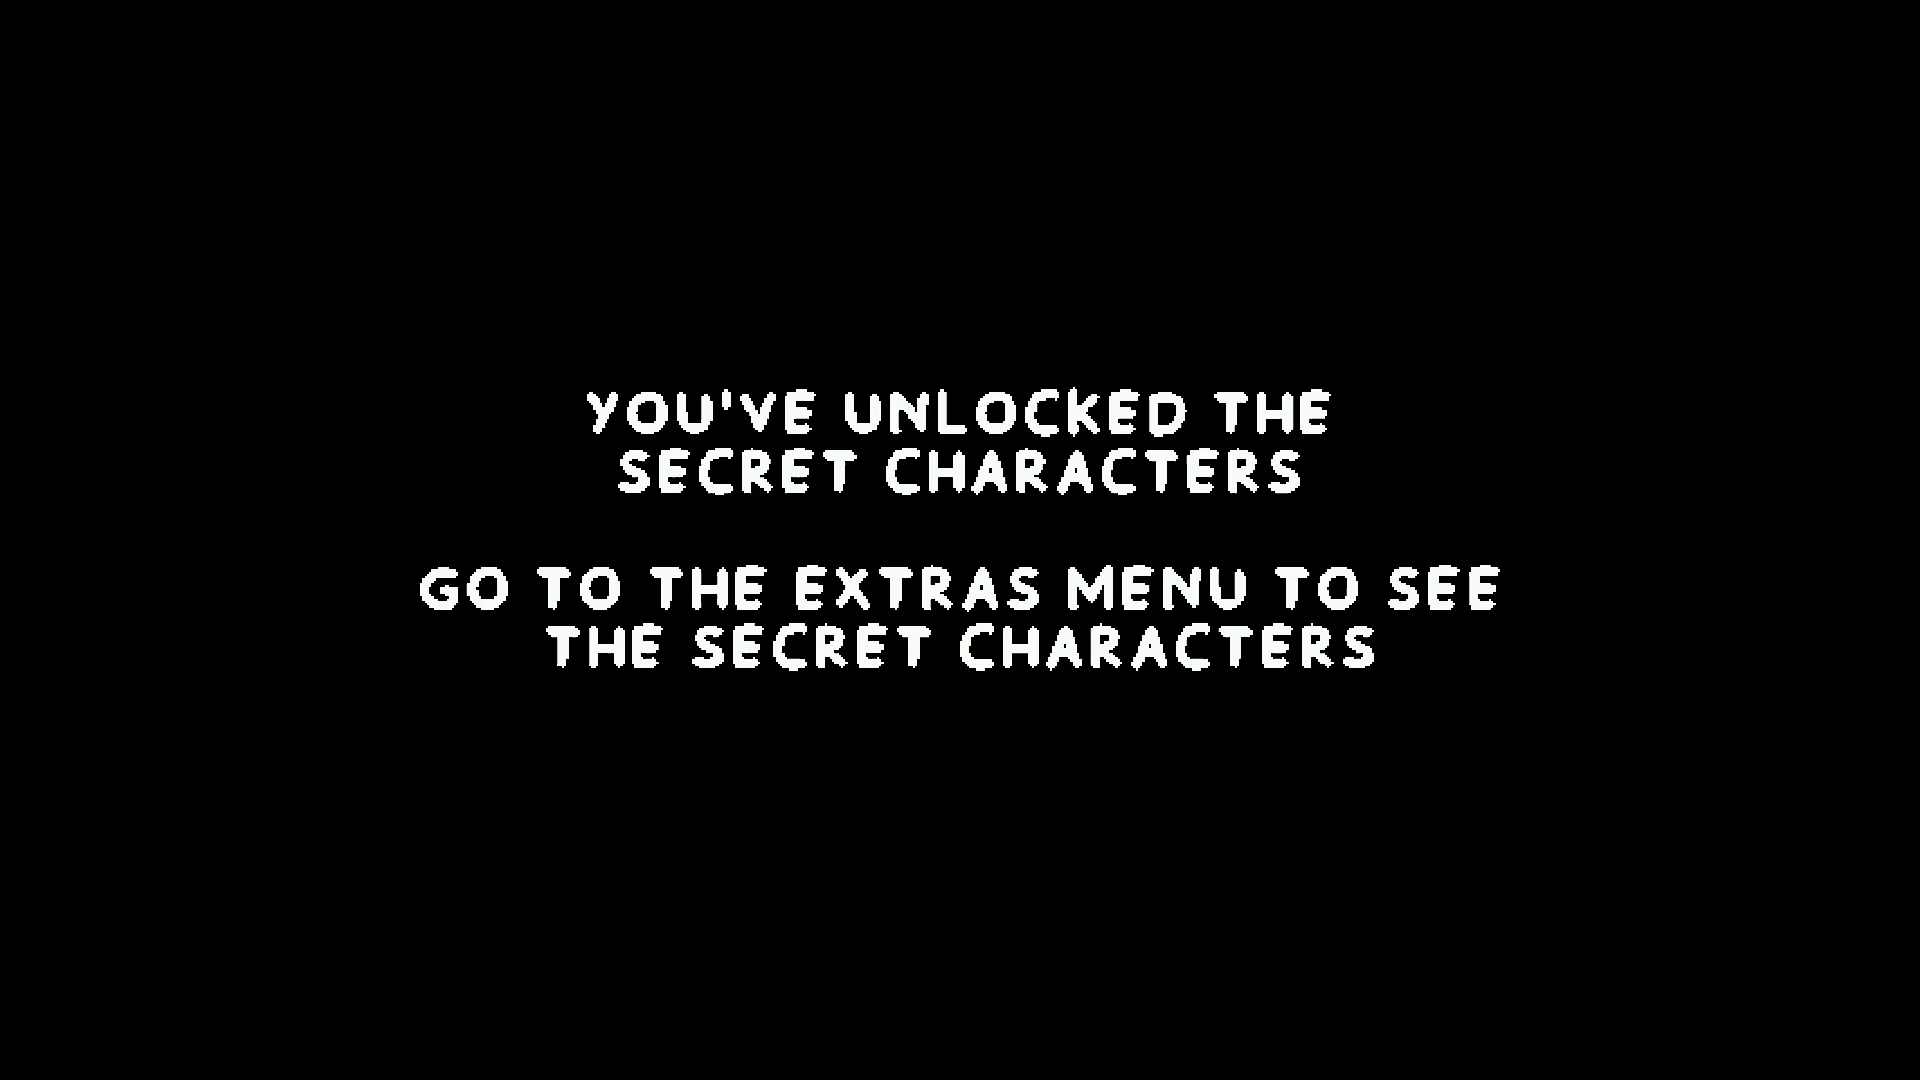 YOU'VE UNLOCKED THE
SECRET CHARACTERS
GO TO THE EXTRAS MENU TO SEE
THE SECRET CHARACTERS